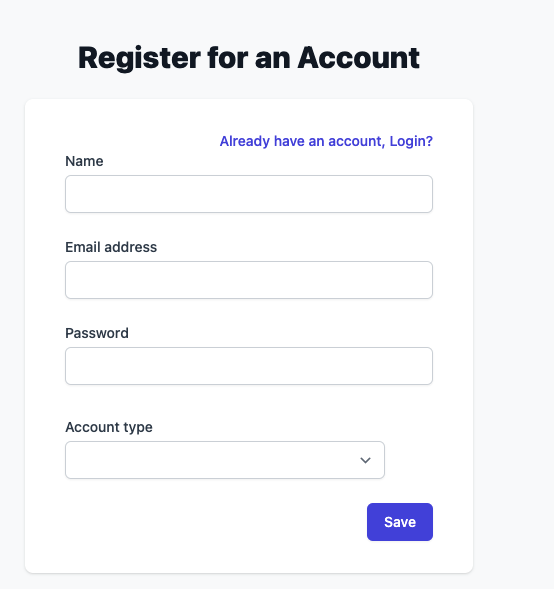 Register for an Account
Already have an account, Login?
Name
Email address
Password
Account type
Save